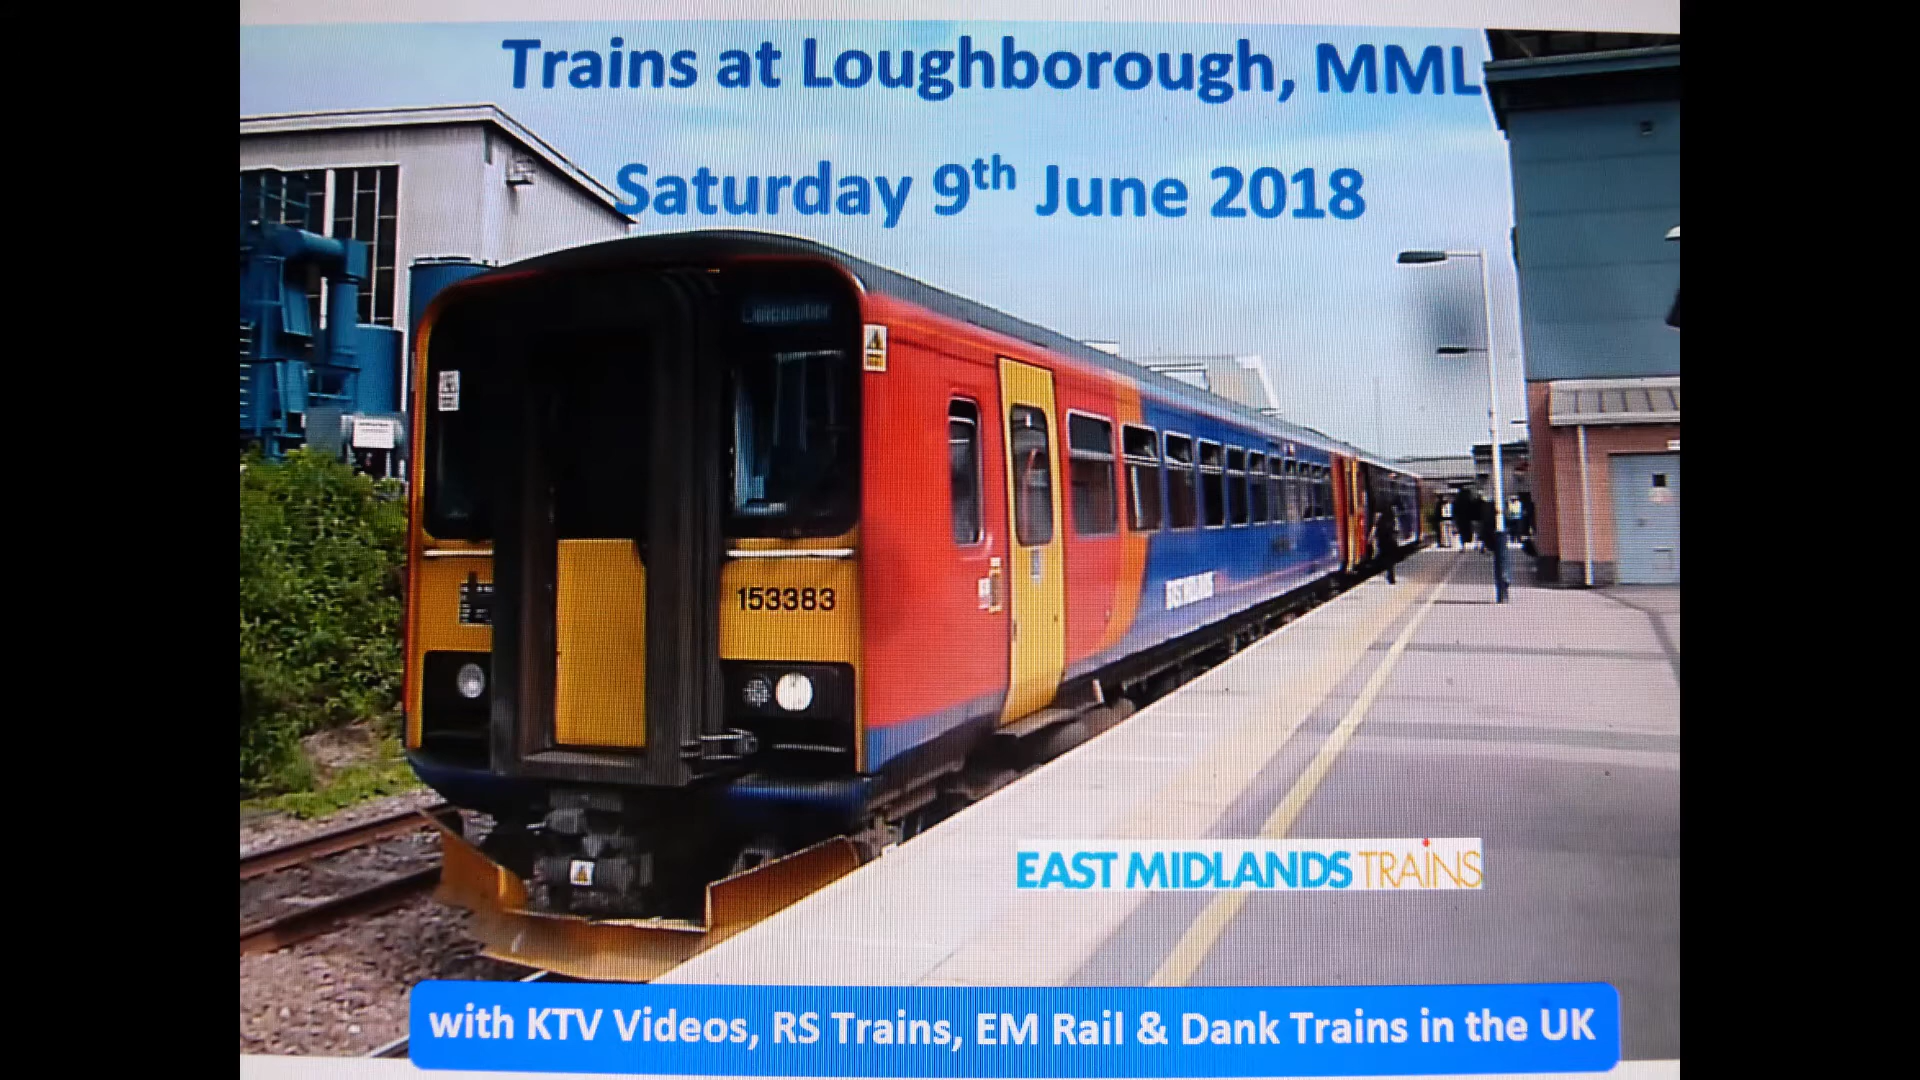 Trains at Loughborough, MML
Saturday 9th June 2018
153383
EAST MIDLANDS TRAINS
with KTV Videos, RS Trains, EM Rail & Dank Trains in the UK